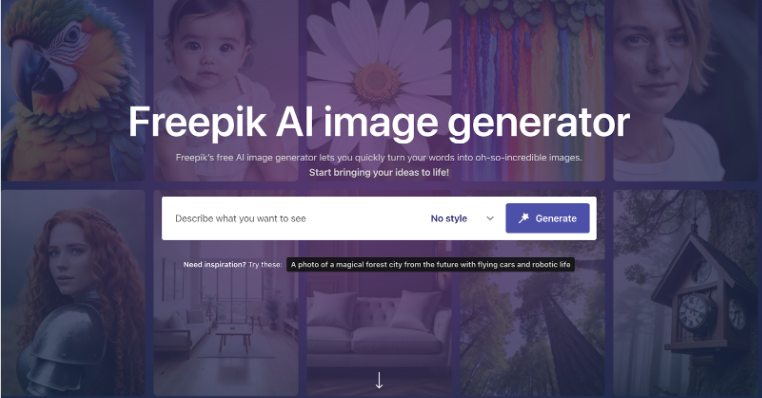 Freepik AI image generator
Freepik's free AI image generator lets you quickly turn your words into oh-so-incredible images.
Start bringing your ideas to life!
Describe what you want to see No style Generate
Need inspiration? Try these: A photo of a magical forest city from the future with flying cars and robotic life